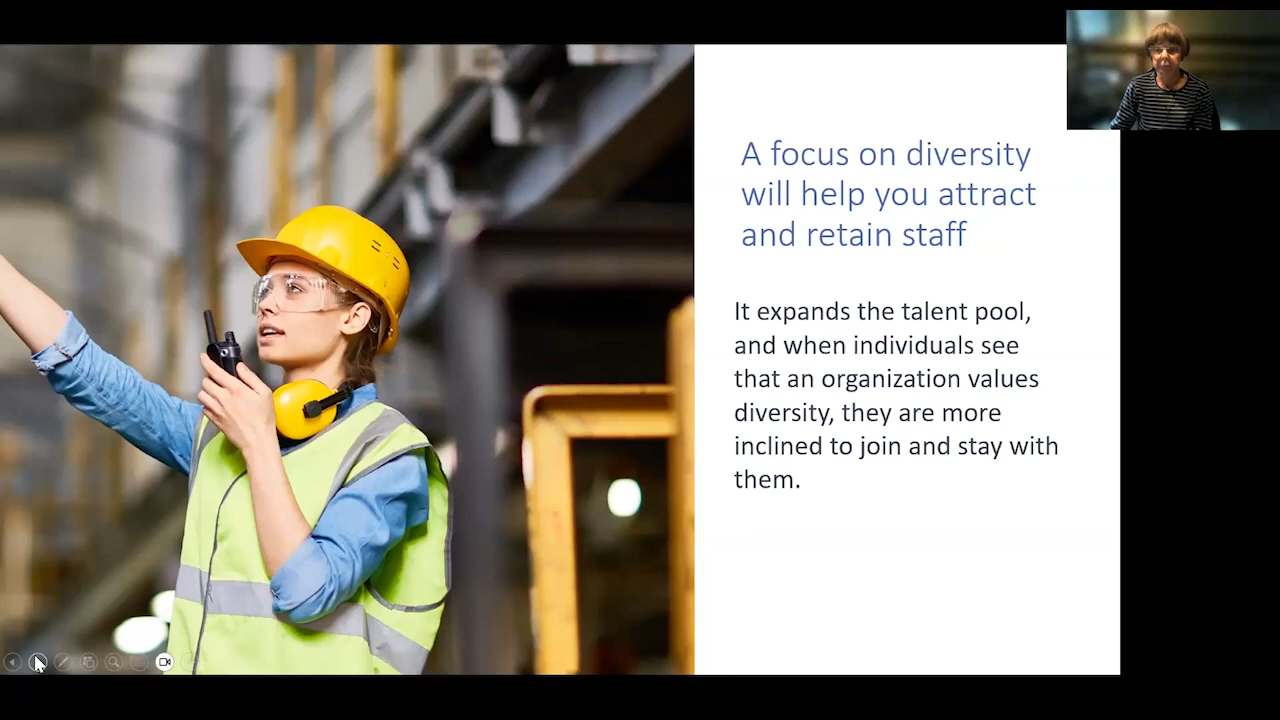 A focus on diversity
will help you attract
and retain staff
It expands the talent pool,
and when individuals see
that an organization values
diversity, they are more
inclined to join and stay with
them.